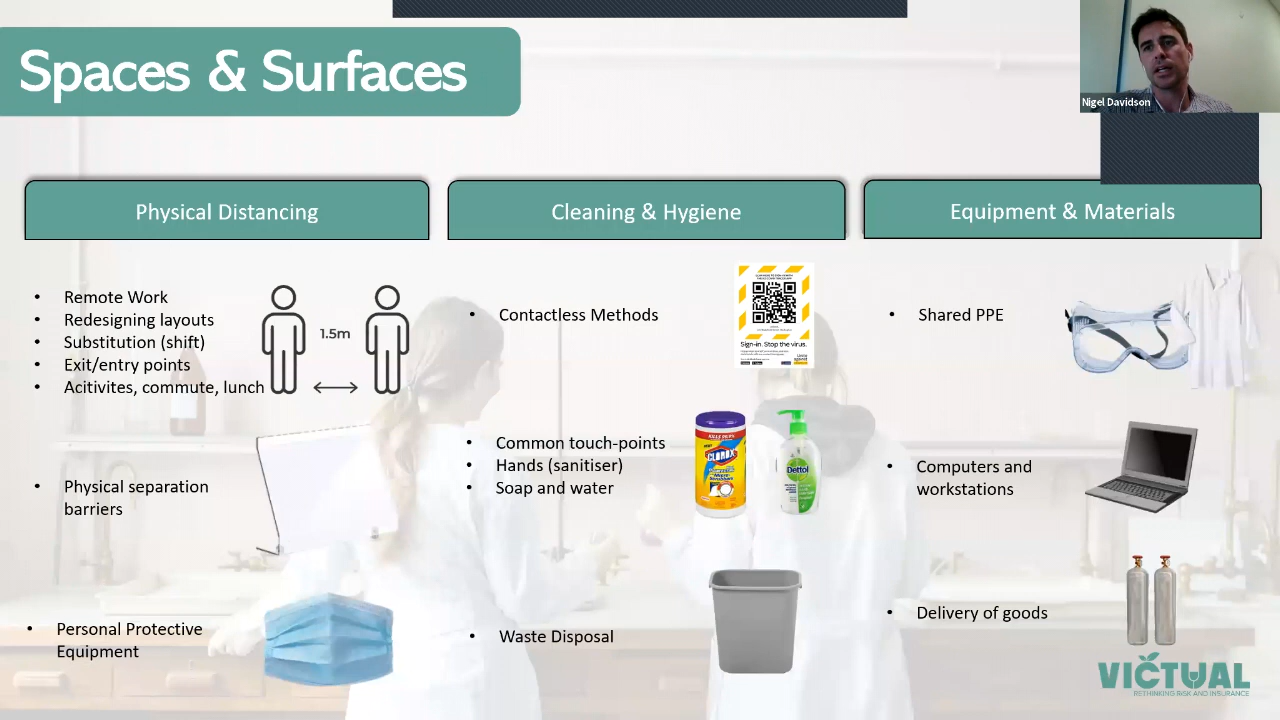 Spaces & Surfaces
Nigel Davidson
Physical Distancing
Cleaning & Hygiene
Equipment & Materials
• Remote Work
• Redesigning layouts
• Substitution (shift)
• Exit/entry points
• Acitivites, commute, lunch
1.5m
• Physical separation
barriers
• Personal Protective
Equipment
• Contactless Methods
Sign-in. Stop the virus.
• Common touch-points
• Hands (sanitiser)
• Soap and water
CLOROX
Dettol
• Waste Disposal
• Shared PPE
• Computers and
workstations
• Delivery of goods
VICTUAL
RETHINKING RISK AND INSURANCE